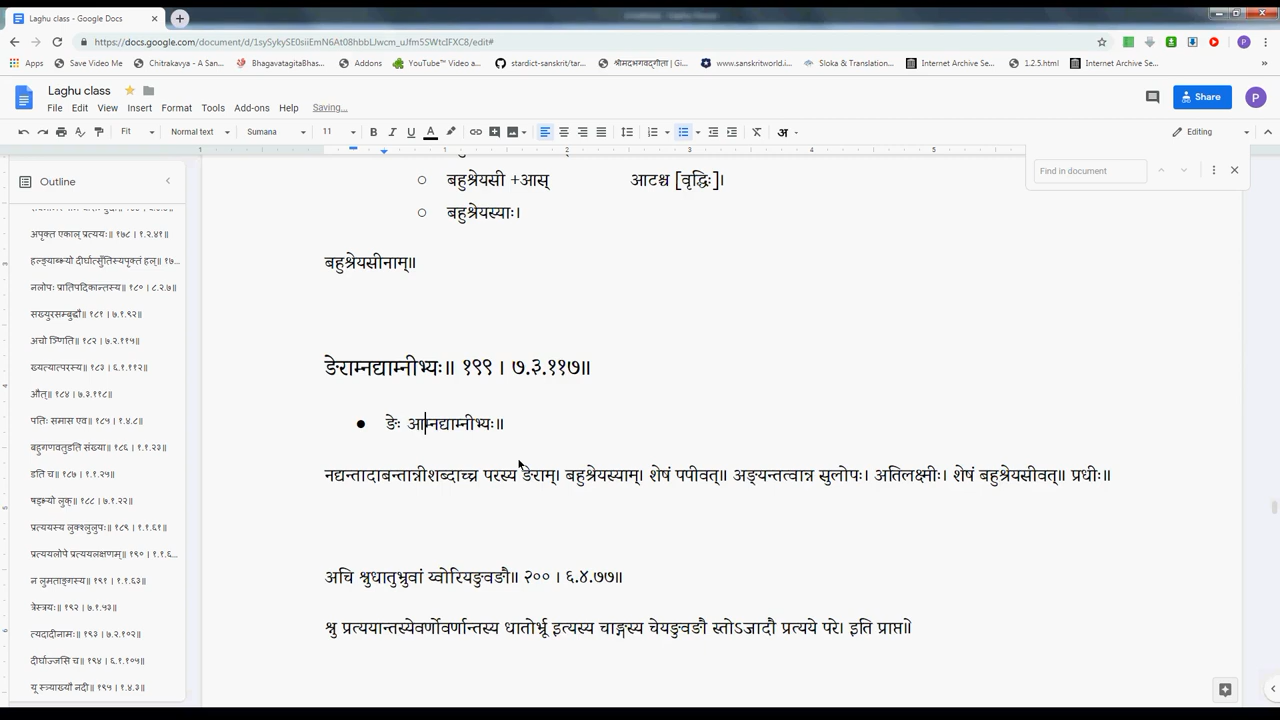 Laghu class - Google Docs
https://docs.google.com/document/d/1sySykySE0siiEmN6At08hbbLJwcm_uJfm5SWtcIFXC8/edit#
Apps Save Video Me Chitrakavya - A San... BhagavatagitaBhas... Addons YouTube™ Video a... stardict-sanskrit/tar... श्रीमदभगवद्गीता | Gi... www.sanskritworld.i... Sloka & Translation... Internet Archive Se... 1.2.5.html Internet Archive Se...
Laghu class
File Edit View Insert Format Tools Add-ons Help Saving...
Share P
Fit Normal text Sumana 11 अ Editing
1 1 2 3 4 5
Find in document
Outline
अपृक्त एकाल् प्रत्ययः॥ १७८ । १.२.४१॥
हल्ङ्याब्भ्यो दीर्घात्सुँतिस्यपृक्तं हल्॥ १७...
नलोपः प्रातिपदिकान्तस्य॥ १८० । ८.२.७॥
सख्युरसम्बुद्धौ॥ १८१ । ७.१.९२॥
अचो ञ्णिति॥ १८२ । ७.२.११५॥
ख्यत्यात्परस्य॥ १८३ । ६.१.११२॥
औत्॥ १८४ । ७.३.११८॥
पतिः समास एव॥ १८५ । १.४.८॥
बहुगणवतुडति संख्या॥ १८६ । १.१.२३॥
डति च॥ १८७ । १.१.२५॥
षड्भ्यो लुक्॥ १८८ । ७.१.२२॥
प्रत्ययस्य लुक्श्लुलुपः॥ १८९ । १.१.६१॥
प्रत्ययलोपे प्रत्ययलक्षणम्॥ १९० । १.१.६...
न लुमताङ्गस्य॥ १९१ । १.१.६३॥
त्रेस्त्रयः॥ १९२ । ७.१.५३॥
त्यदादीनामः॥ १९३ । ७.२.१०२॥
दीर्घाज्जसि च॥ १९४ । ६.१.१०५॥
यू स्त्र्याख्यौ नदी॥ १९५ । १.४.३॥
बहुश्रेयसी +आस् आटश्च [वृद्धिः]।
बहुश्रेयस्याः।
बहुश्रेयसीनाम्॥
ङेराम्नद्याम्नीभ्यः॥ १९९ । ७.३.११७॥
ङेः आम्नद्याम्नीभ्यः॥
नद्यन्तादाबन्तान्नीशब्दाच्च परस्य ङेराम्। बहुश्रेयस्याम्। शेषं पपीवत्॥ अङ्यन्तत्वान्न सुलोपः। अतिलक्ष्मीः। शेषं बहुश्रेयसीवत्॥ प्रधीः॥
अचि श्नुधातुभ्रुवां य्वोरियङुवङौ॥ २०० । ६.४.७७॥
श्नु प्रत्ययान्तस्येवर्णोवर्णान्तस्य धातोर्भ्रू इत्यस्य चाङ्गस्य चेयङुवङौ स्तोऽजादौ प्रत्यये परे। इति प्राप्ते॥